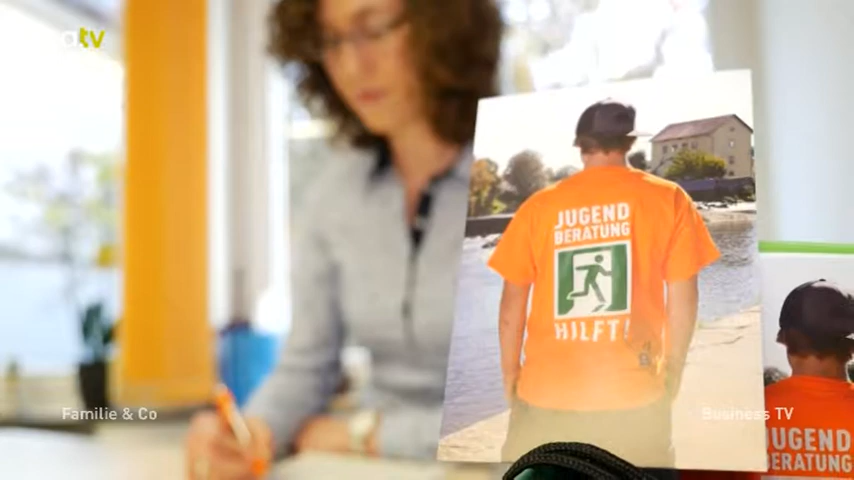 atv
JUGEND
BERATUNG
HILFT!
Familie & Co
Business TV
JUGEND
BERATUNG